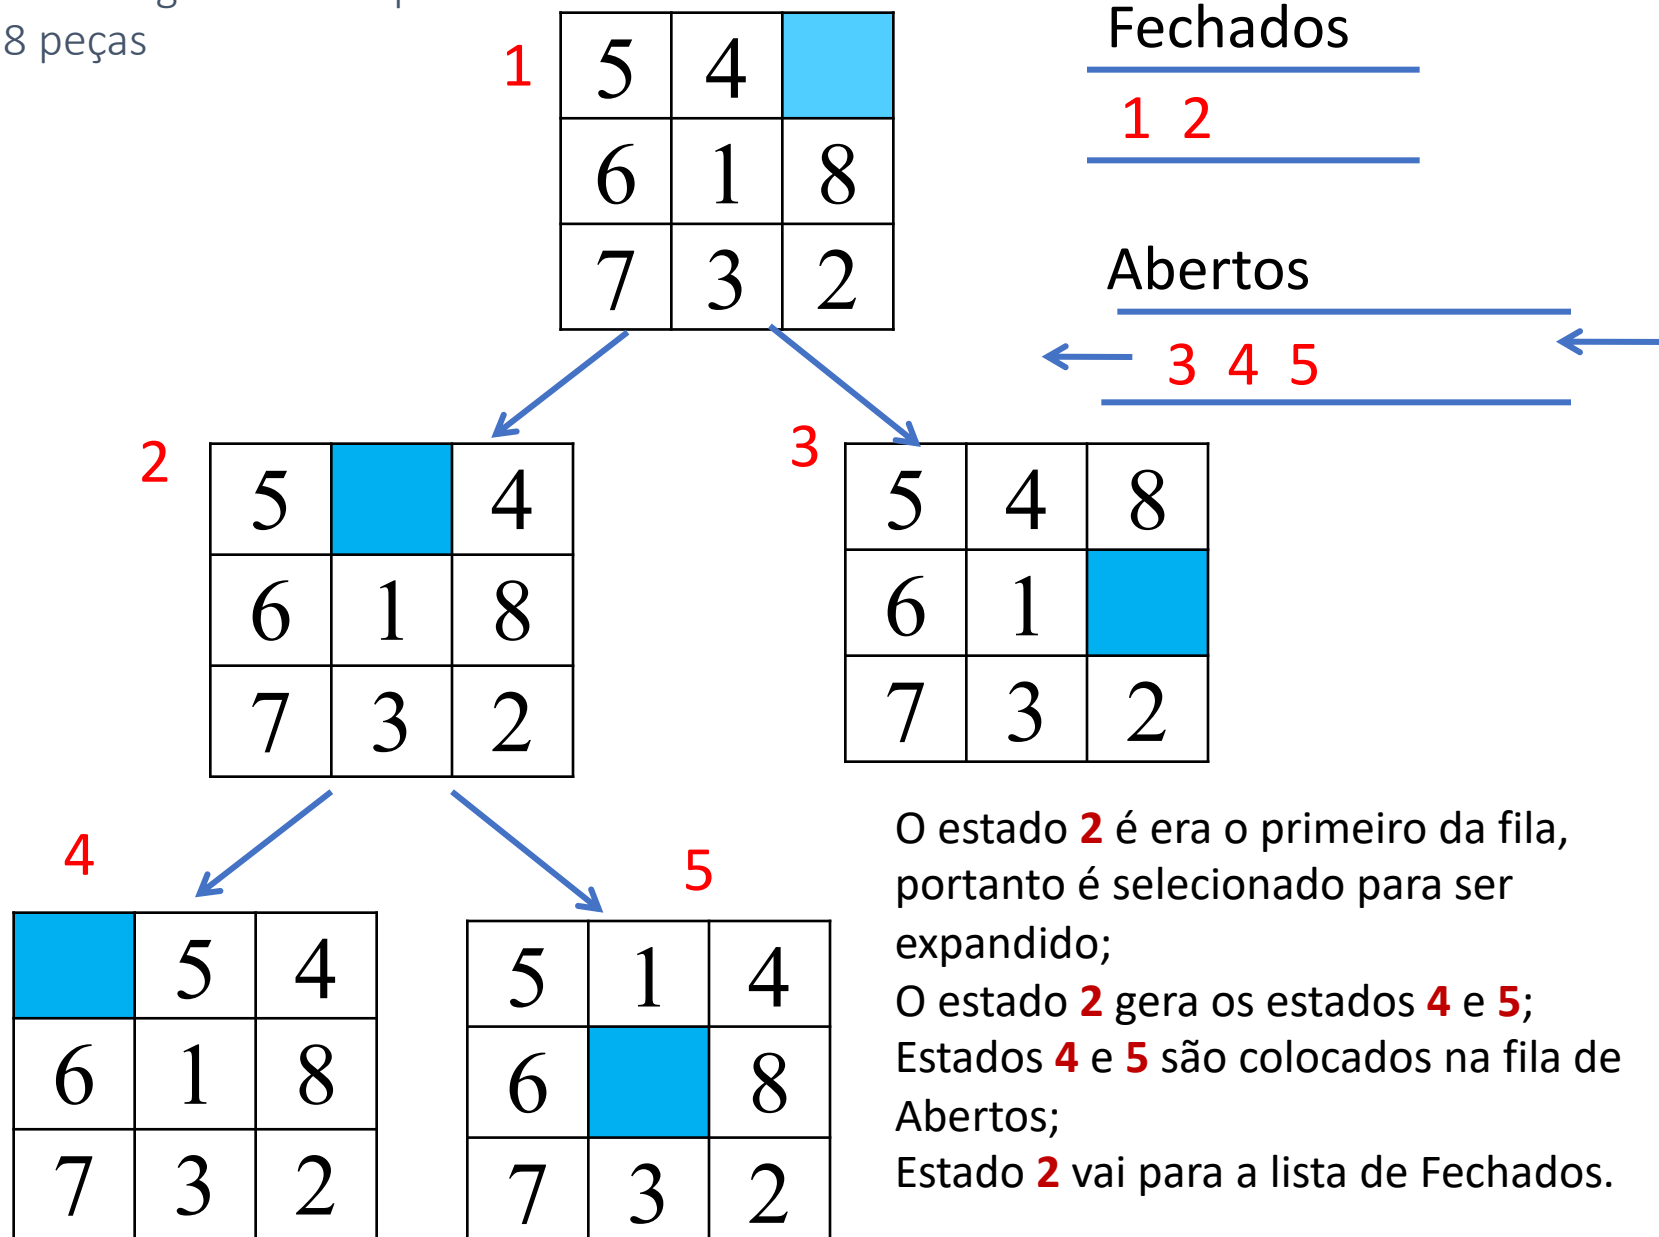 8 peças
1
5 4
6 1 8
7 3 2
Fechados
1 2
Abertos
3 4 5
2
5 4
6 1 8
7 3 2
3
5 4 8
6 1
7 3 2
4
5 4
6 1 8
7 3 2
5
5 1 4
6 8
7 3 2
O estado 2 é era o primeiro da fila,
portanto é selecionado para ser
expandido;
O estado 2 gera os estados 4 e 5;
Estados 4 e 5 são colocados na fila de
Abertos;
Estado 2 vai para a lista de Fechados.